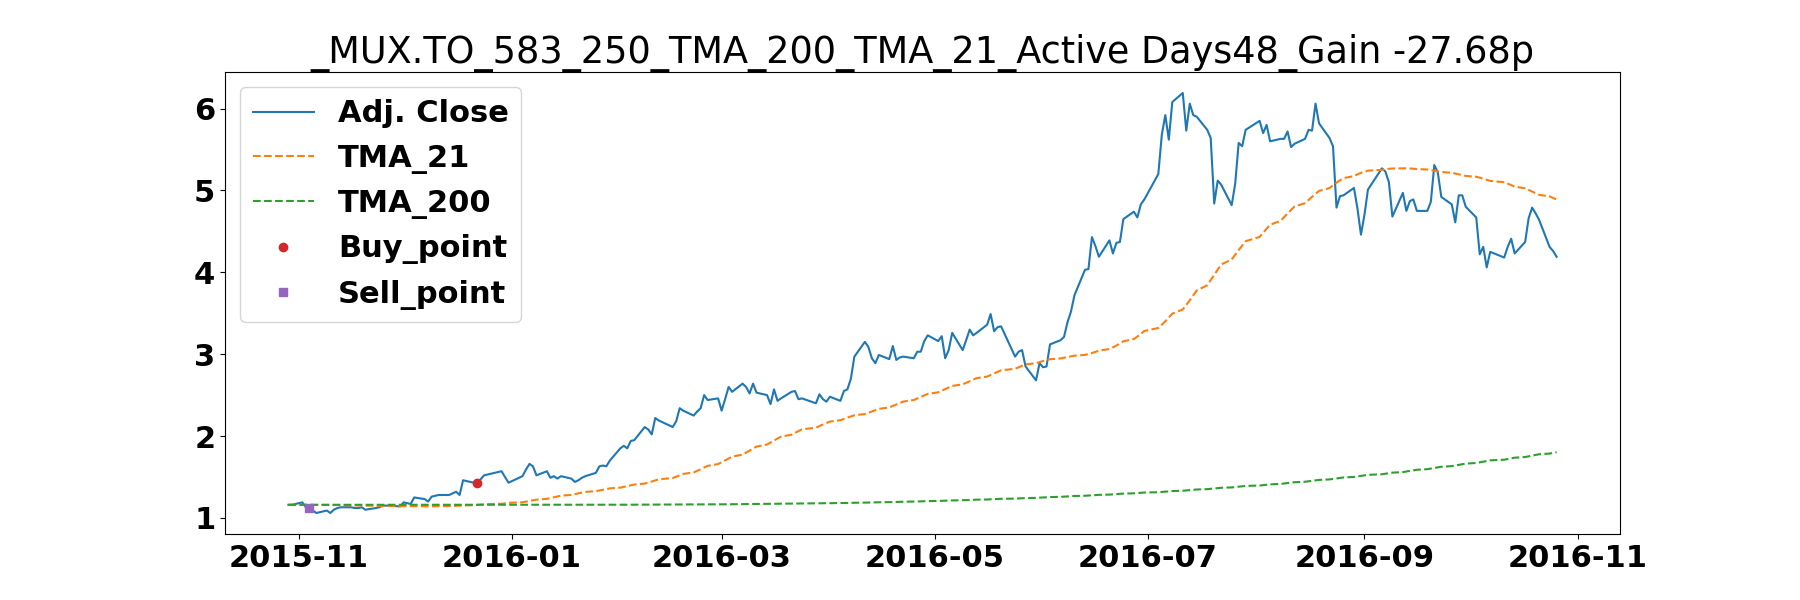 _MUX.TO_583_250_TMA_200_TMA_21_Active Days48_Gain -27.68p
Adj. Close
TMA_21
TMA_200
Buy_point
Sell_point
6
5
4
3
2
1
2015-11 2016-01 2016-03 2016-05 2016-07 2016-09 2016-11